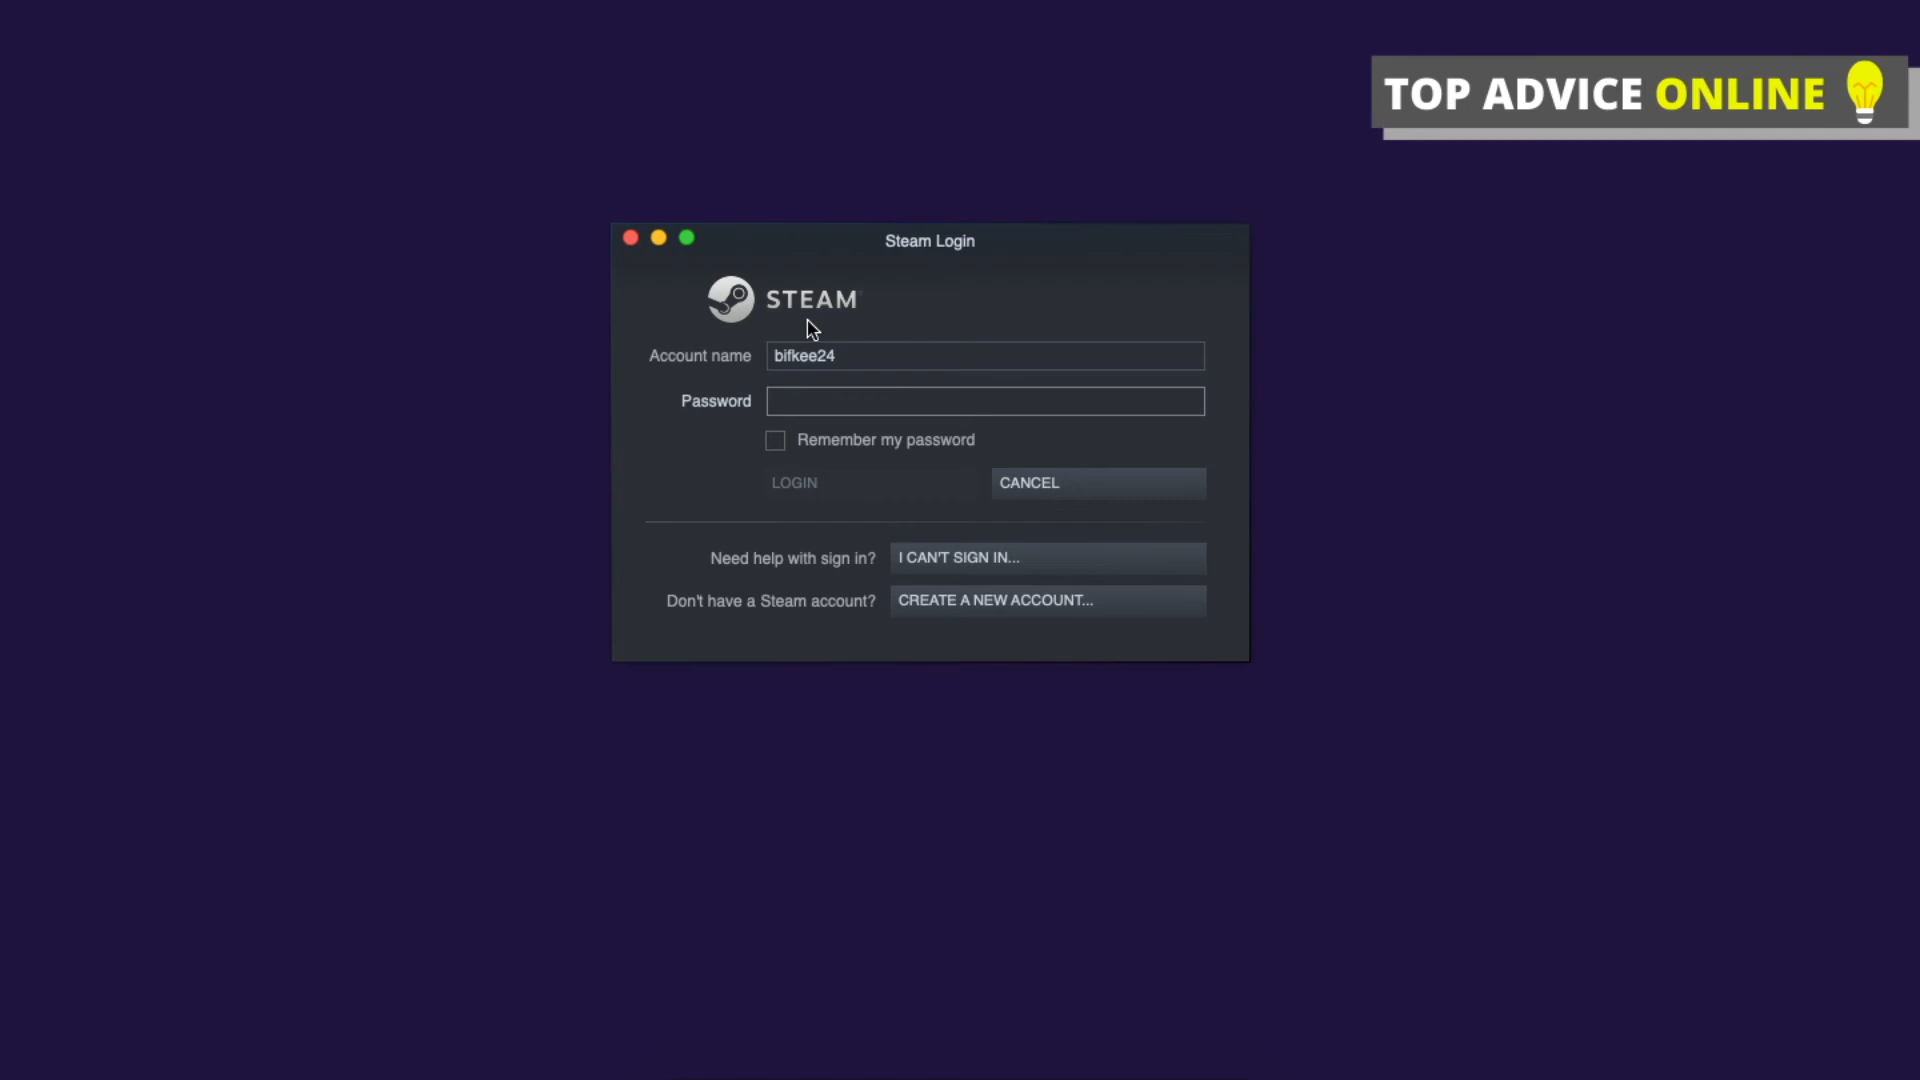 TOP ADVICE ONLINE
Steam Login
STEAM
Account name bifkee24
Password
Remember my password
LOGIN CANCEL
Need help with sign in? I CAN'T SIGN IN...
Don't have a Steam account? CREATE A NEW ACCOUNT...